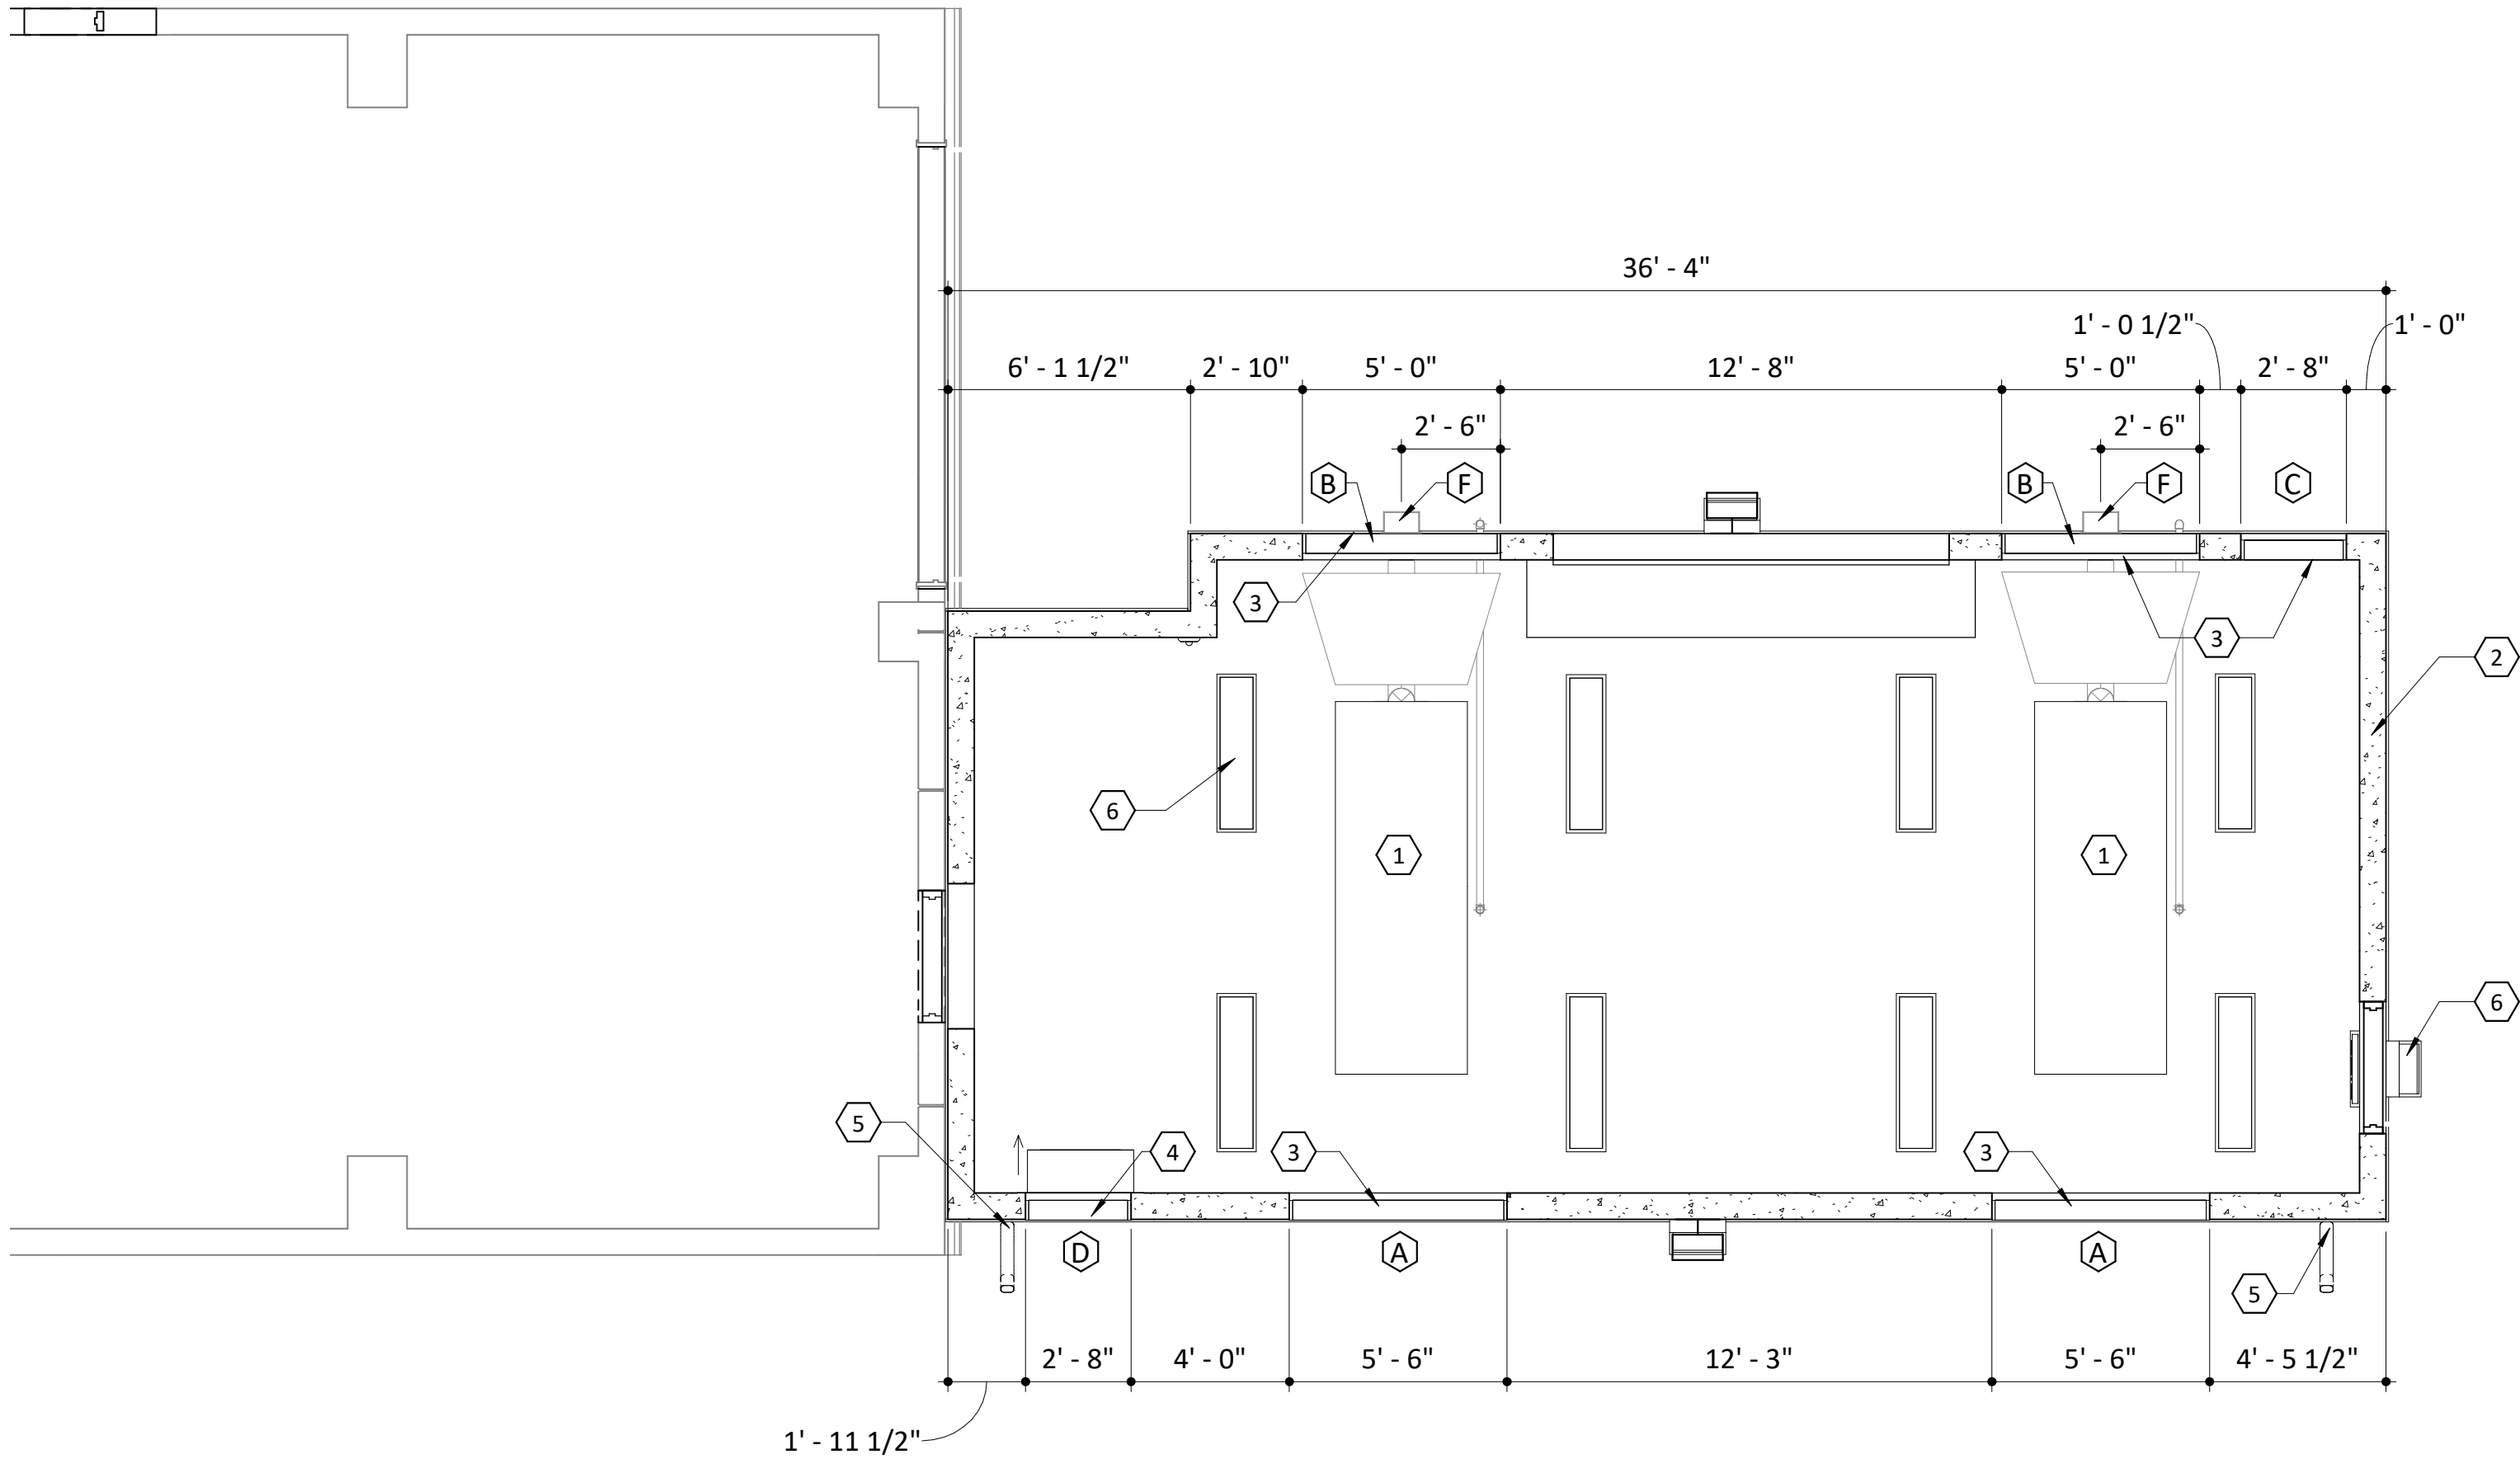 36' - 4"
1' - 0 1/2"
1' - 0"
6' - 1 1/2"
2' - 10"
5' - 0"
12' - 8"
5' - 0"
2' - 8"
2' - 6"
2' - 6"
B
F
B
F
C
3
3
2
6
1
1
6
5
4
3
3
D
A
A
5
2' - 8"
4' - 0"
5' - 6"
12' - 3"
5' - 6"
4' - 5 1/2"
1' - 11 1/2"